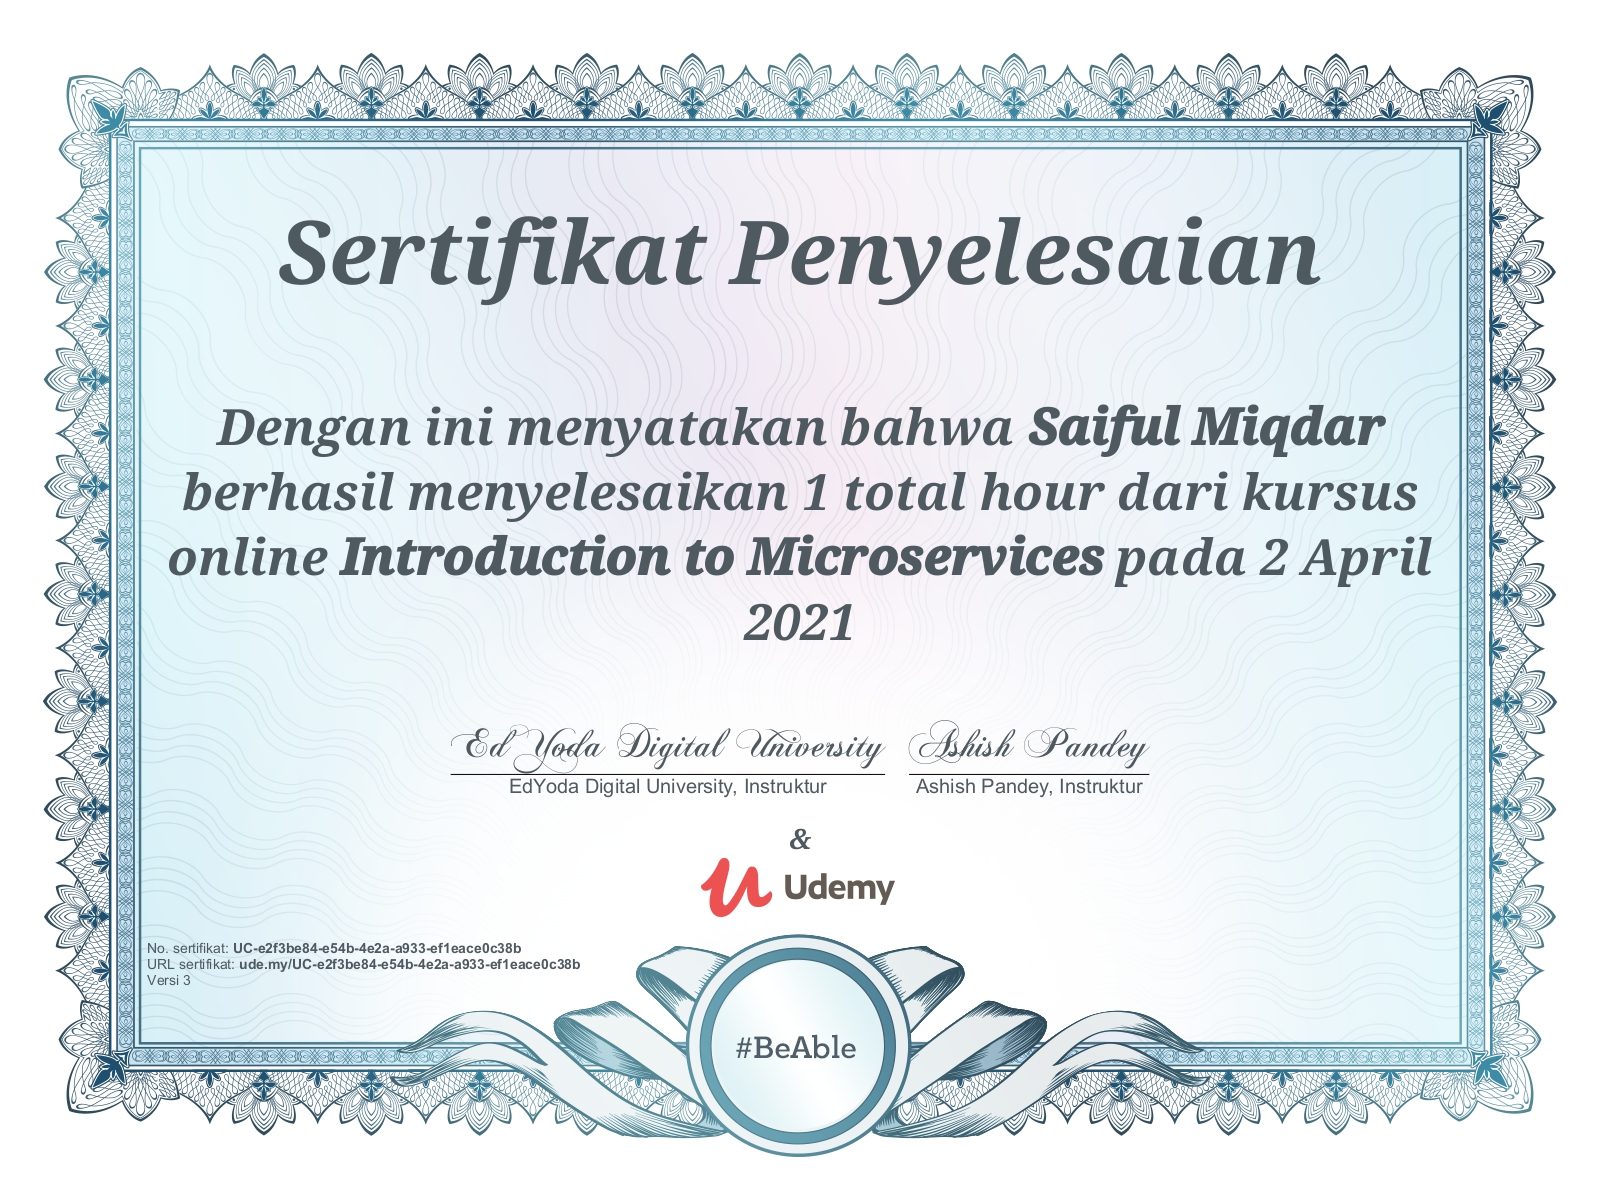 Sertifikat Penyelesaian
Dengan ini menyatakan bahwa Saiful Miqdar
berhasil menyelesaikan 1 total hour dari kursus
online Introduction to Microservices pada 2 April
2021
Ed Yoda Digital University Ashish Pandey
EdYoda Digital University, Instruktur Ashish Pandey, Instruktur
&
Udemy
No. sertifikat: UC-e2f3be84-e54b-4e2a-a933-ef1eace0c38b
URL sertifikat: ude.my/UC-e2f3be84-e54b-4e2a-a933-ef1eace0c38b
Versi 3
#BeAble